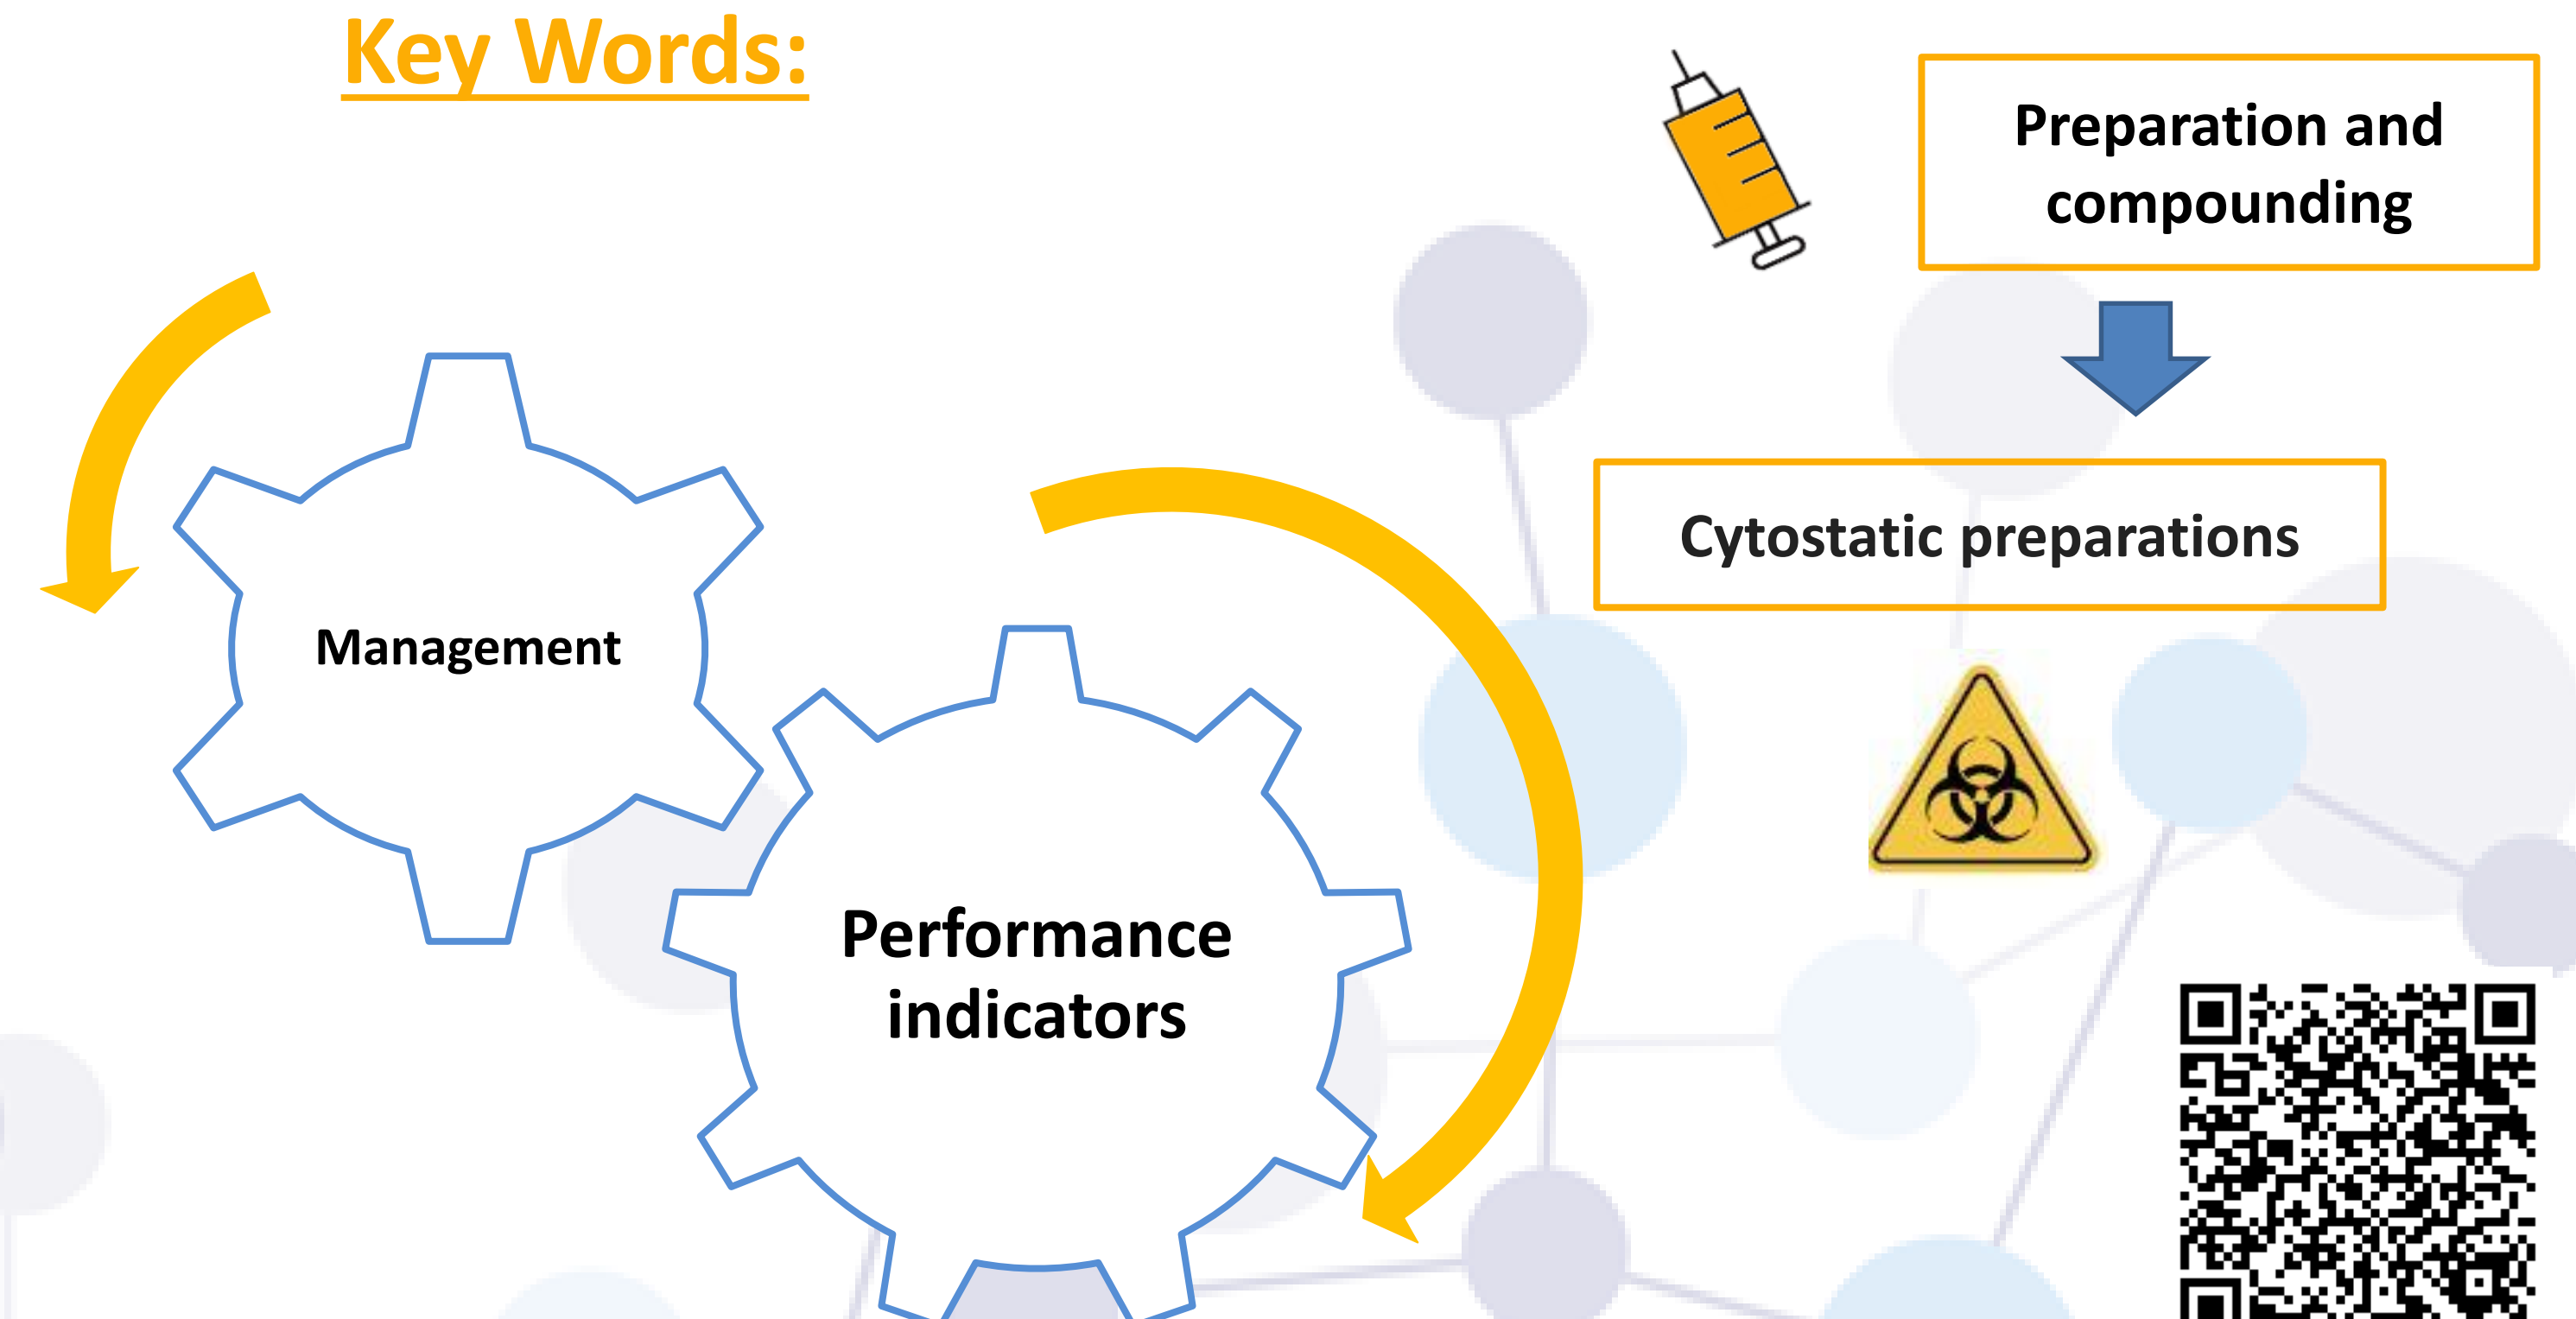 Key Words:
Preparation and
compounding
Cytostatic preparations
Management
Performance
indicators